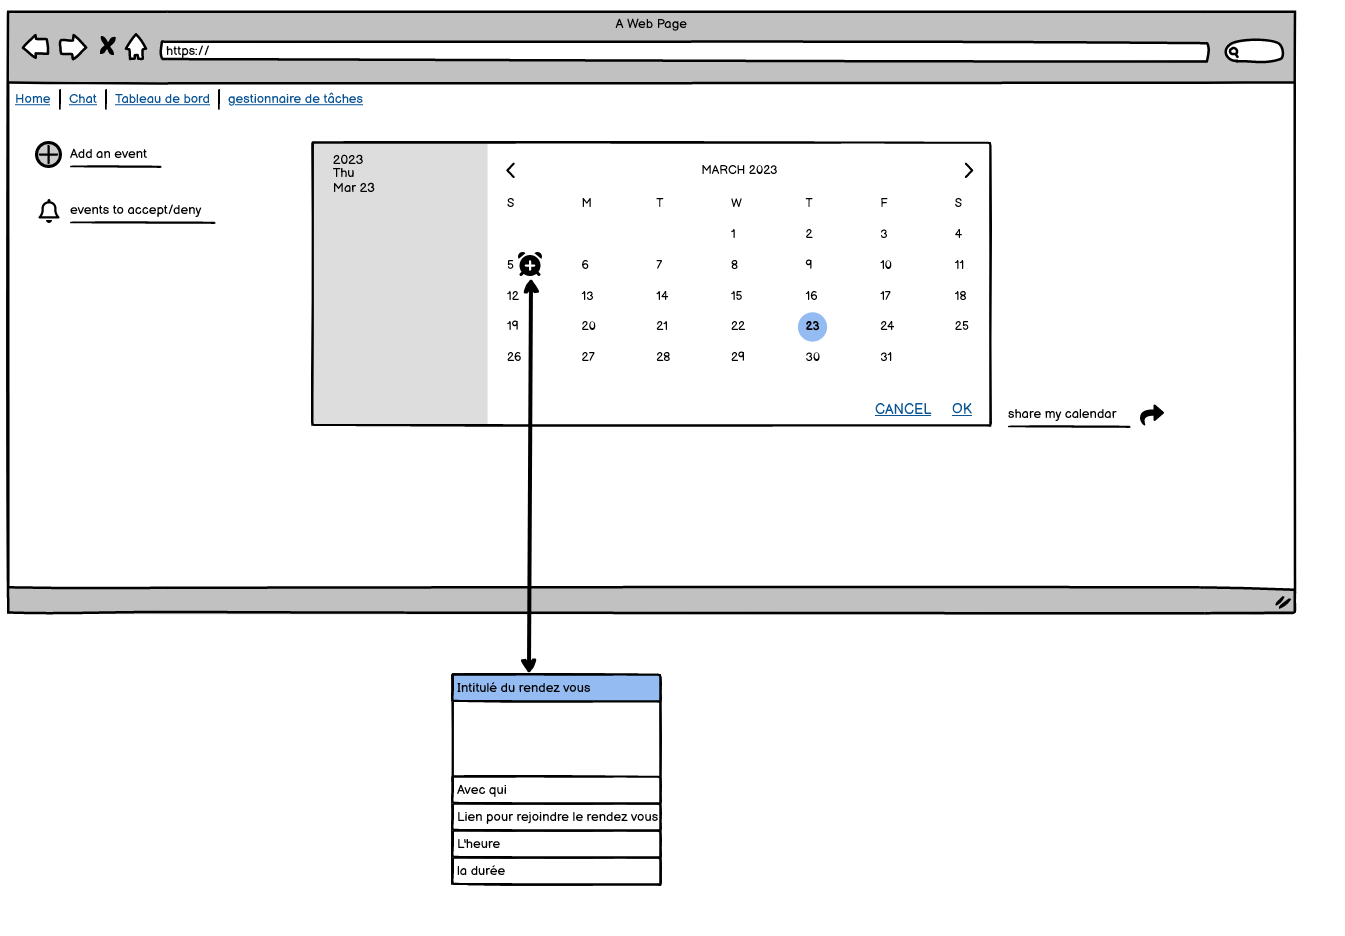 A Web Page
https://
Home Chat Tableau de bord gestionnaire de tâches
Add an event
events to accept/deny
2023
Thu
Mar 23
MARCH 2023
S M T W T F S
1 2 3 4
5 6 7 8 9 10 11
12 13 14 15 16 17 18
19 20 21 22 23 24 25
26 27 28 29 30 31
CANCEL OK
share my calendar
Intitulé du rendez vous
Avec qui
Lien pour rejoindre le rendez vous
L'heure
la durée